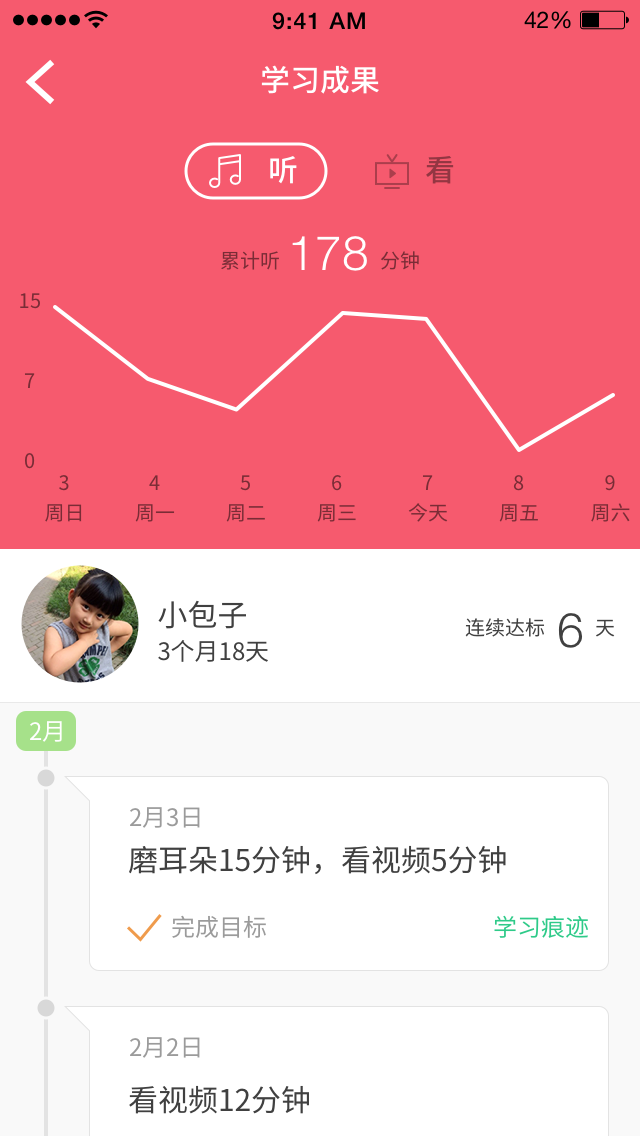 9:41 AM 42%
学习成果
听 看
累计听 178 分钟
15
7
0
3 4 5 6 7 8 9
周日 周一 周二 周三 今天 周五 周六
小包子
3个月18天
连续达标 6 天
2月
2月3日
磨耳朵15分钟，看视频5分钟
完成目标 学习痕迹
2月2日
看视频12分钟